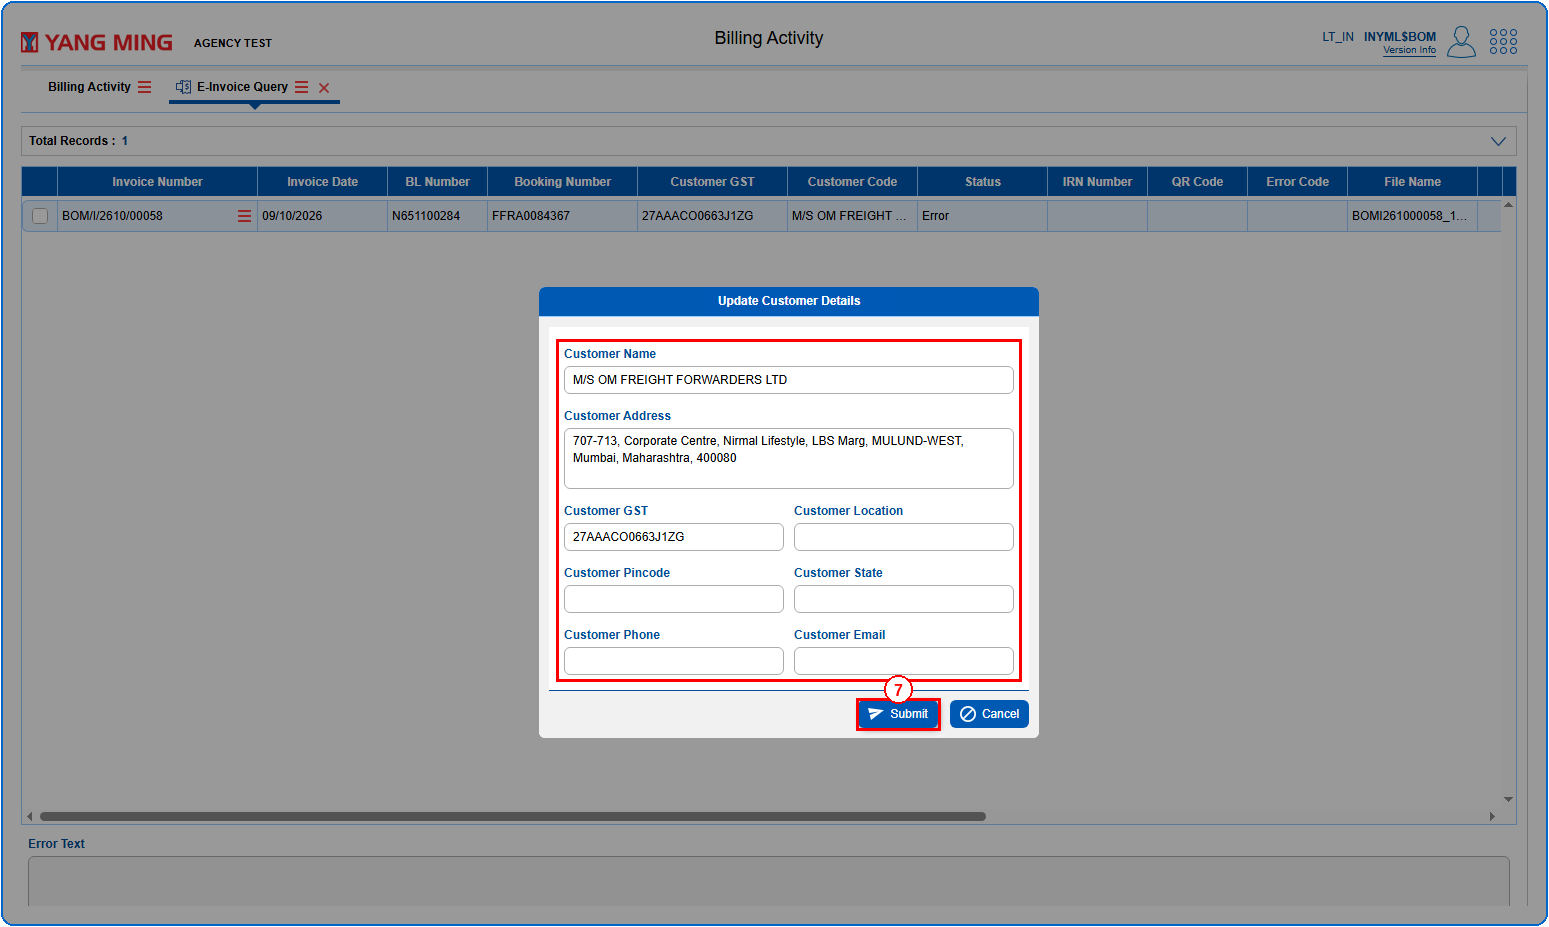 YANG MING
AGENCY TEST
Billing Activity
LT_IN INYML$BOM
Version Info
Billing Activity
E-Invoice Query
Total Records : 1
Invoice Number Invoice Date BL Number Booking Number Customer GST Customer Code Status IRN Number QR Code Error Code File Name
BOM/I/2610/00058 09/10/2026 N651100284 FFRA0084367 27AAACO0663J1ZG M/S OM FREIGHT ... Error BOMI261000058_1...
Update Customer Details
Customer Name
M/S OM FREIGHT FORWARDERS LTD
Customer Address
707-713, Corporate Centre, Nirmal Lifestyle, LBS Marg, MULUND-WEST,
Mumbai, Maharashtra, 400080
Customer GST Customer Location
27AAACO0663J1ZG
Customer Pincode Customer State
Customer Phone Customer Email
7
Submit Cancel
Error Text